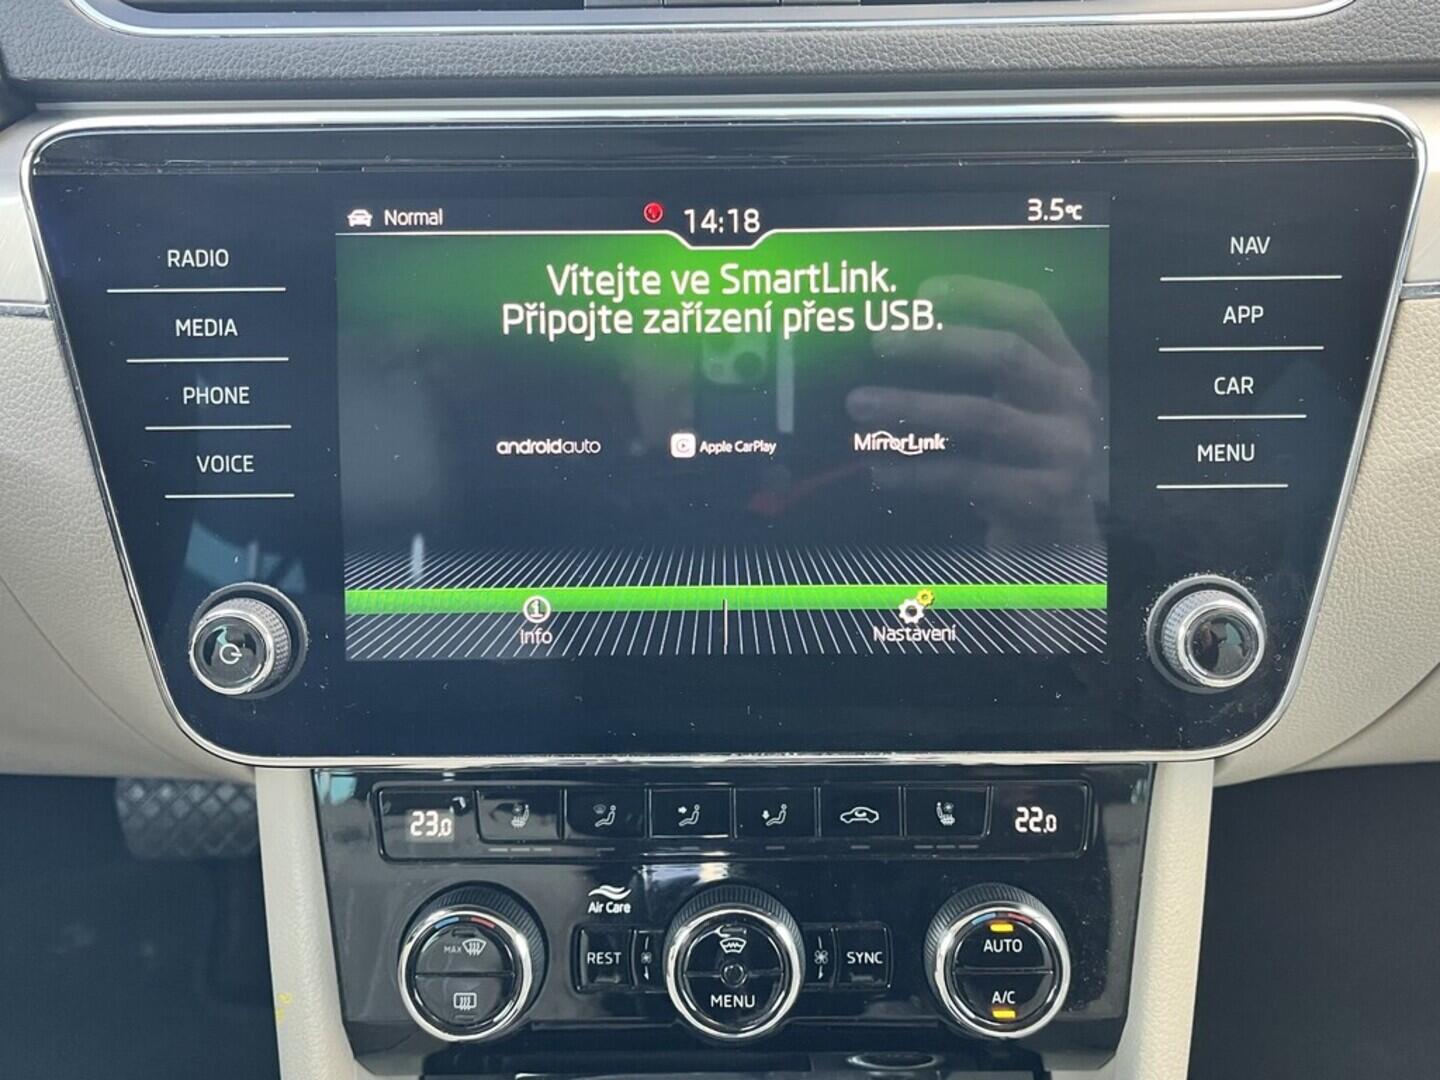 Normal
14:18
3.5°C
RADIO
MEDIA
PHONE
VOICE
Vítejte ve SmartLink.
Připojte zařízení přes USB.
androidauto
Apple CarPlay
MirrorLink
Info
Nastavení
NAV
APP
CAR
MENU
23.0
22.0
Air Care
MAX
REST
MENU
SYNC
AUTO
A/C